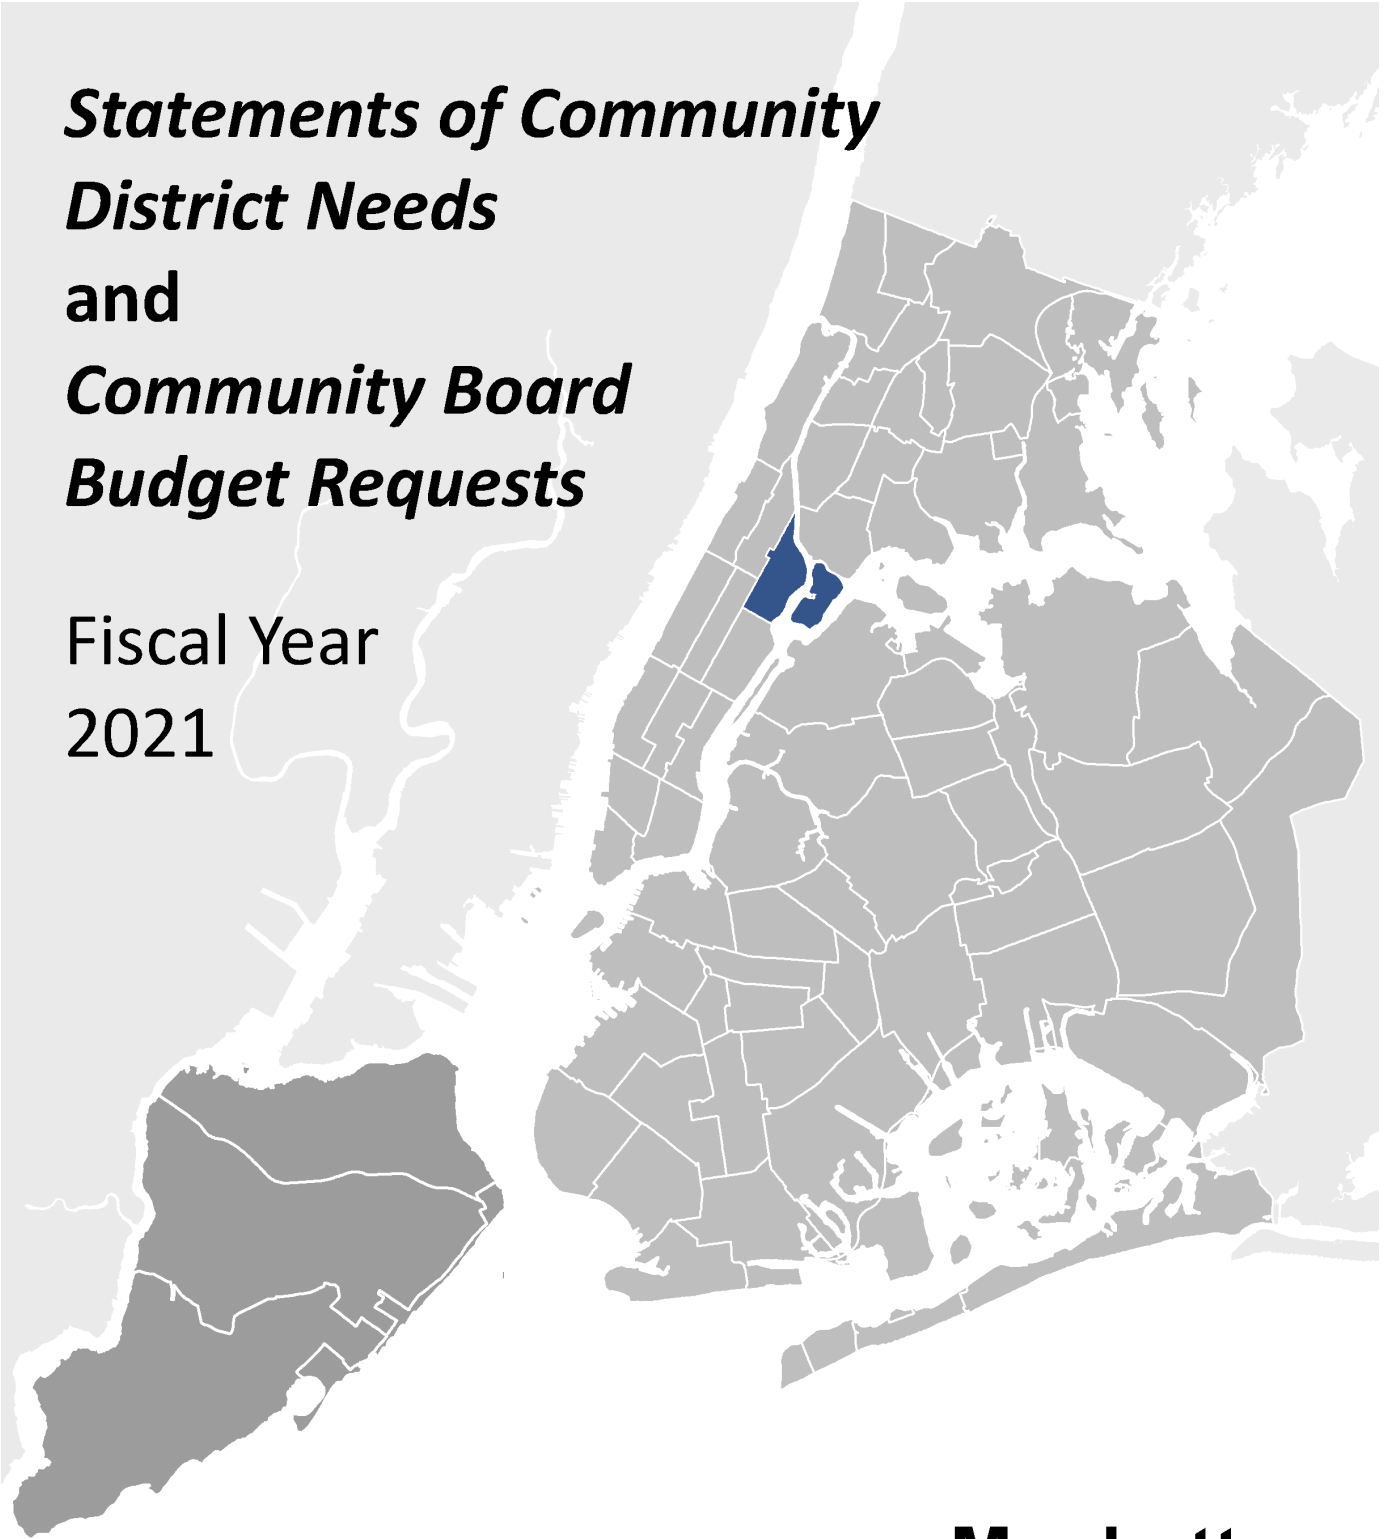 Statements of Community
District Needs
and
Community Board
Budget Requests
Fiscal Year
2021